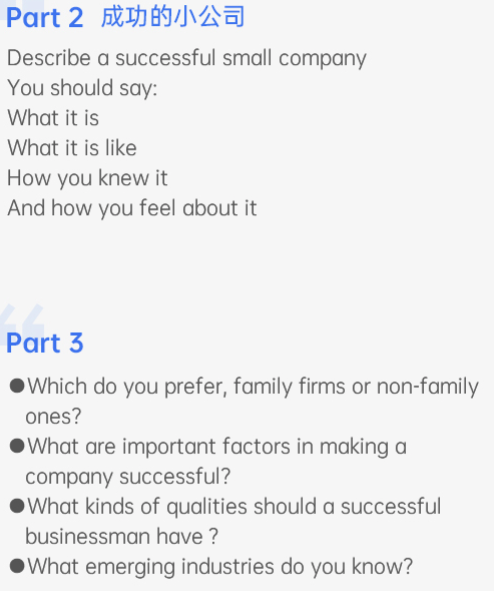 Part 2 成功的小公司
Describe a successful small company
You should say:
What it is
What it is like
How you knew it
And how you feel about it
Part 3
●Which do you prefer, family firms or non-family
ones?
●What are important factors in making a
company successful?
●What kinds of qualities should a successful
businessman have ?
●What emerging industries do you know?